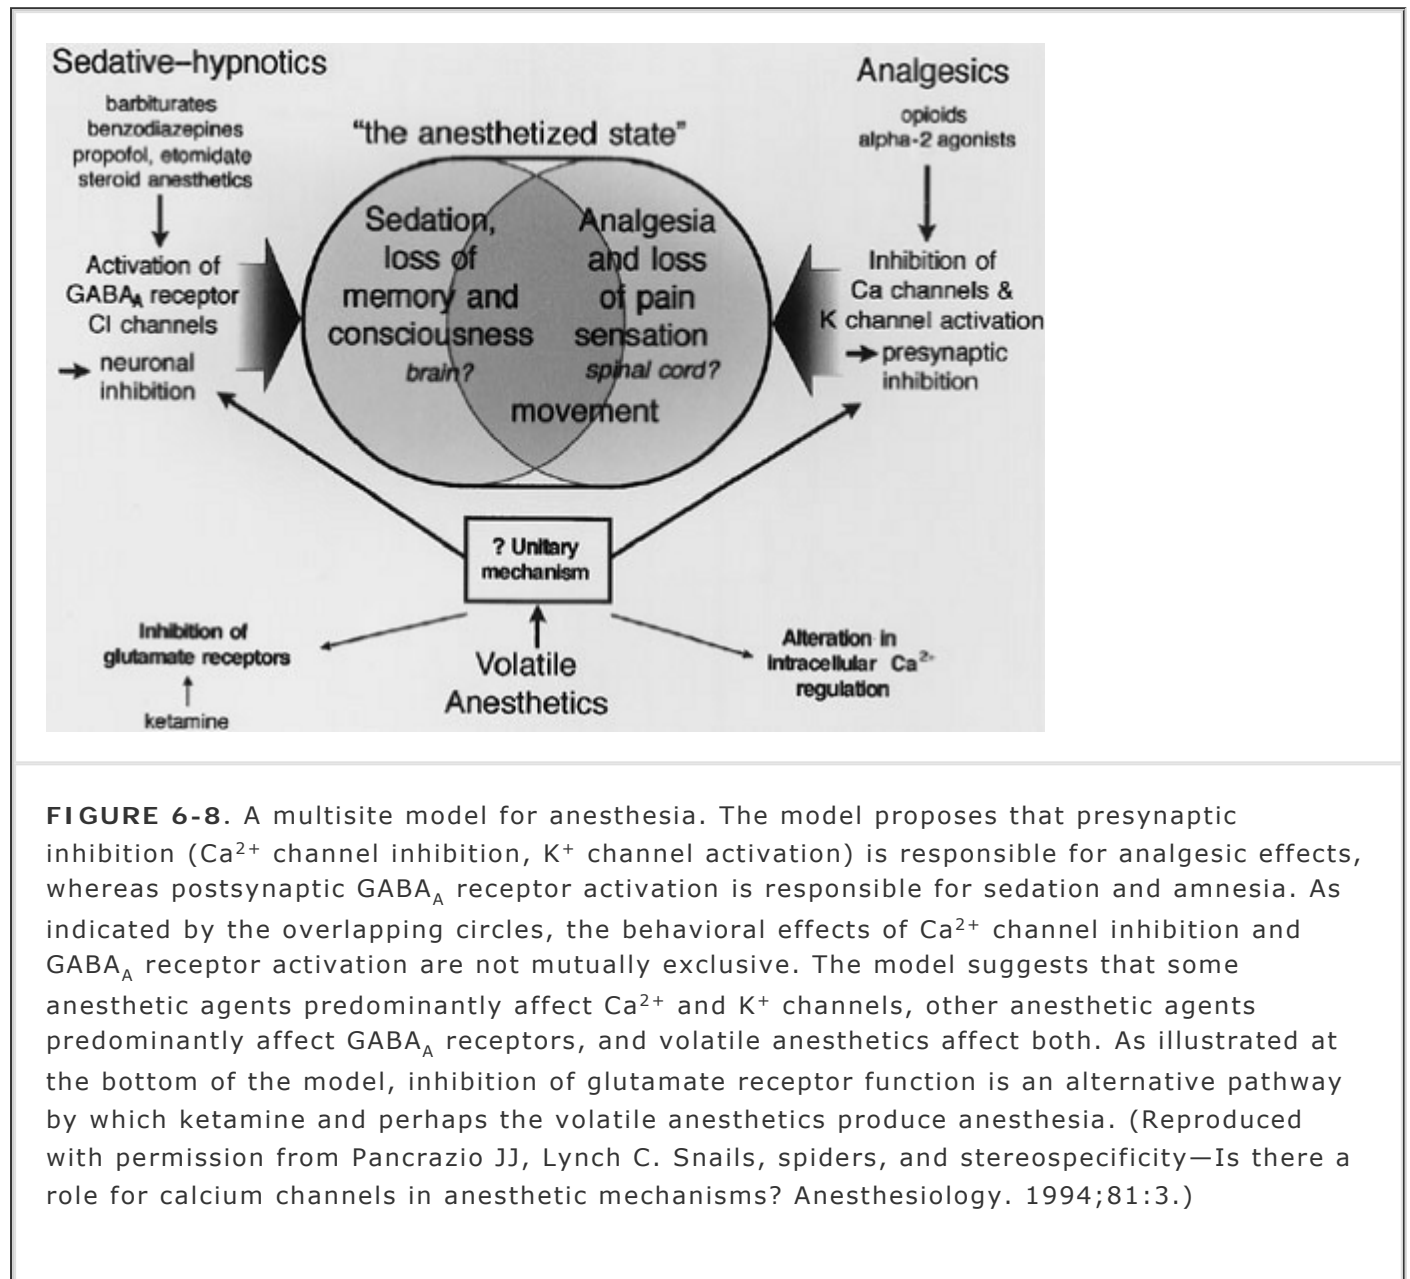 Sedative–hypnotics
barbiturates
benzodiazepines
propofol, etomidate
steroid anesthetics
Activation of
GABAA receptor
Cl channels
neuronal
inhibition
"the anesthetized state"
Sedation,
loss of
memory and
consciousness
brain?
Analgesia
and loss
of pain
sensation
spinal cord?
movement
Analgesics
opioids
alpha-2 agonists
Inhibition of
Ca channels &
K channel activation
presynaptic
inhibition
? Unitary
mechanism
Volatile
Anesthetics
Inhibition of
glutamate receptors
ketamine
Alteration in
intracellular Ca2+
regulation
FIGURE 6-8. A multisite model for anesthesia. The model proposes that presynaptic
inhibition (Ca2+ channel inhibition, K+ channel activation) is responsible for analgesic effects,
whereas postsynaptic GABAA receptor activation is responsible for sedation and amnesia. As
indicated by the overlapping circles, the behavioral effects of Ca2+ channel inhibition and
GABAA receptor activation are not mutually exclusive. The model suggests that some
anesthetic agents predominantly affect Ca2+ and K+ channels, other anesthetic agents
predominantly affect GABAA receptors, and volatile anesthetics affect both. As illustrated at
the bottom of the model, inhibition of glutamate receptor function is an alternative pathway
by which ketamine and perhaps the volatile anesthetics produce anesthesia. (Reproduced
with permission from Pancrazio JJ, Lynch C. Snails, spiders, and stereospecificity—Is there a
role for calcium channels in anesthetic mechanisms? Anesthesiology. 1994;81:3.)